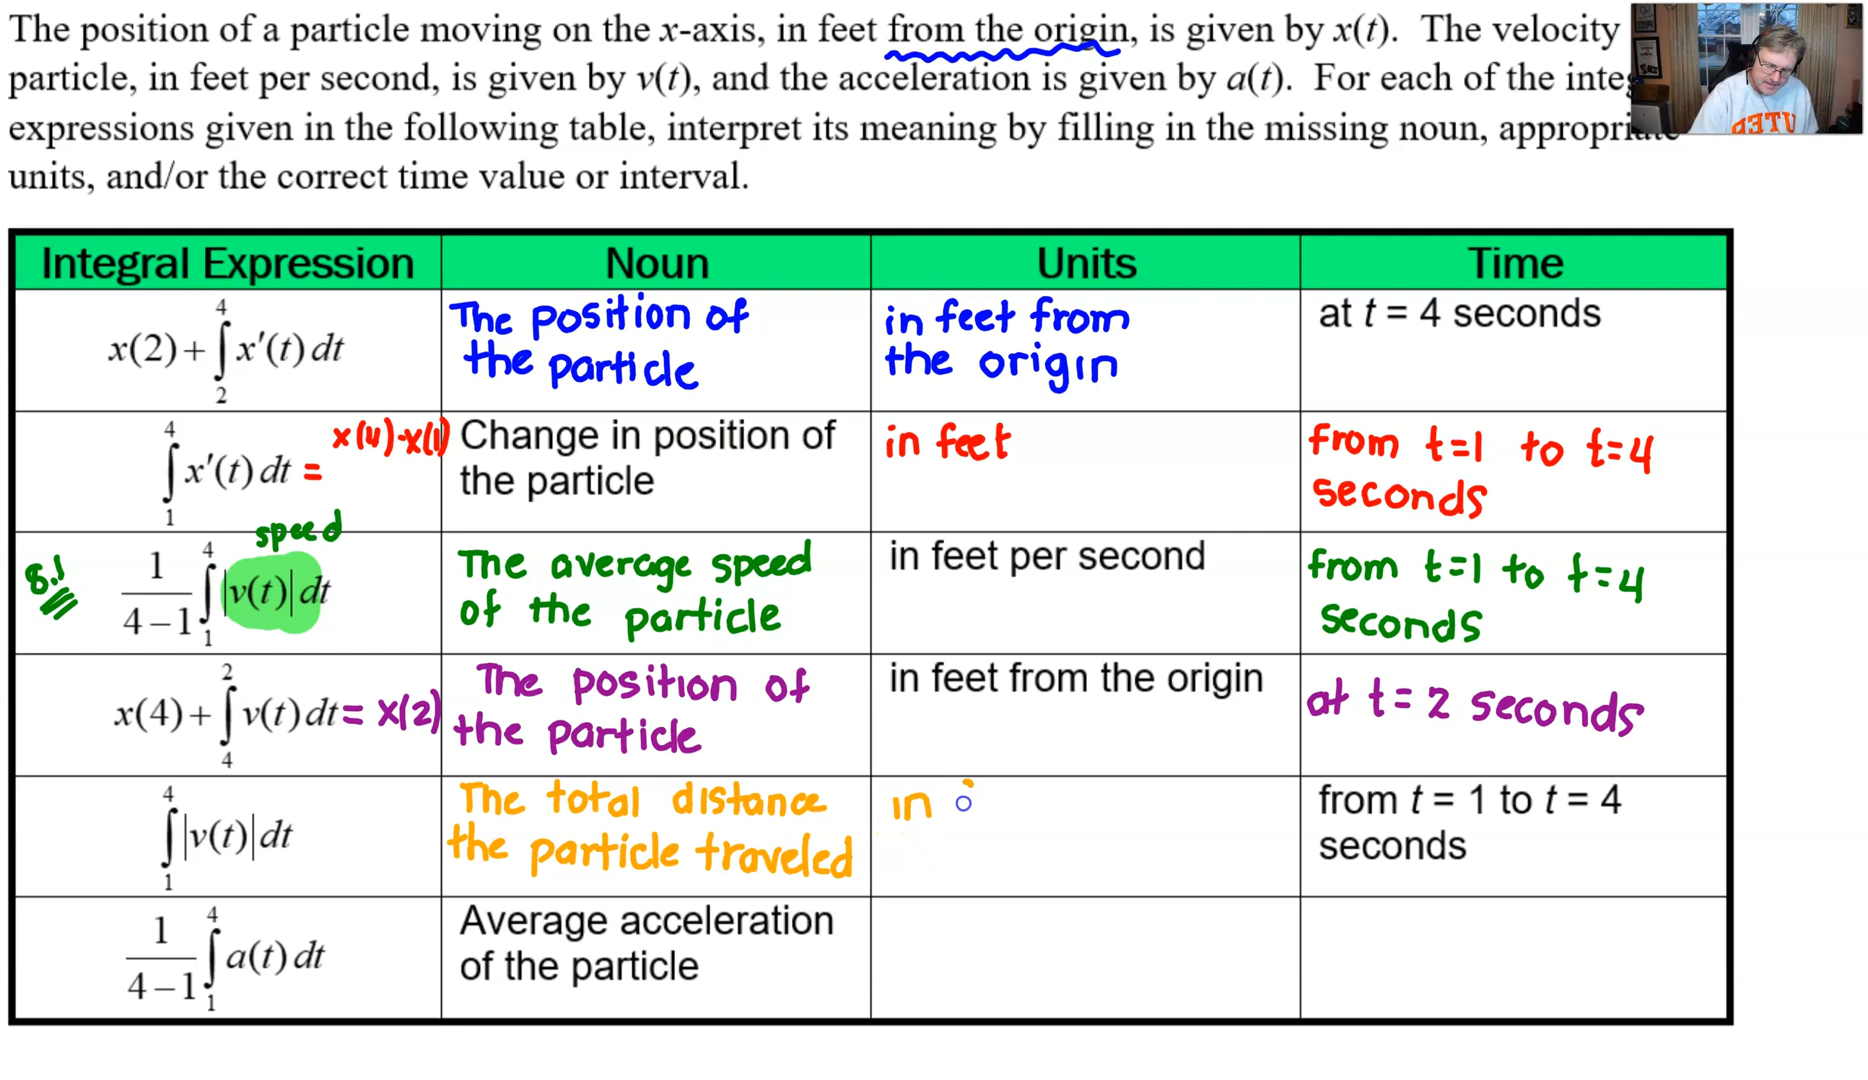 The position of a particle moving on the x-axis, in feet from the origin, is given by x(t). The velocity
particle, in feet per second, is given by v(t), and the acceleration is given by a(t). For each of the
expressions given in the following table, interpret its meaning by filling in the missing noun,
units, and/or the correct time value or interval.
Integral Expression Noun Units Time
x(2) + ∫₂⁴ x′(t) dt
The position of
the particle
in feet from
the origin
at t = 4 seconds
∫₁⁴ x′(t) dt = x(4)-x(1)
Change in position of
the particle
in feet
from t=1 to t=4
seconds
8.1
speed
1/(4−1) ∫₁⁴ |v(t)| dt
The average speed
of the particle
in feet per second
from t=1 to t=4
seconds
x(4) + ∫₄² v(t) dt = x(2)
The position of
the particle
in feet from the origin
at t= 2 seconds
∫₁⁴ |v(t)| dt
The total distance
the particle traveled
in
from t = 1 to t = 4
seconds
1/(4−1) ∫₁⁴ a(t) dt
Average acceleration
of the particle